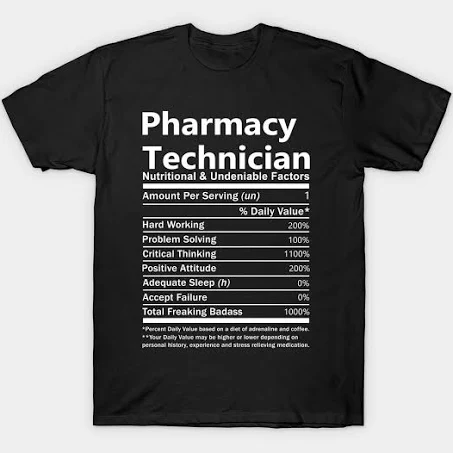 Pharmacy
Technician
Nutritional & Undeniable Factors
Amount Per Serving (un) 1
% Daily Value*
Hard Working 200%
Problem Solving 100%
Critical Thinking 1100%
Positive Attitude 200%
Adequate Sleep (h) 0%
Accept Failure 0%
Total Freaking Badass 1000%
*Percent Daily Value based on a diet of adrenaline and coffee.
**Your Daily Value may be higher or lower depending on
personal history, experience and stress relieving medication.